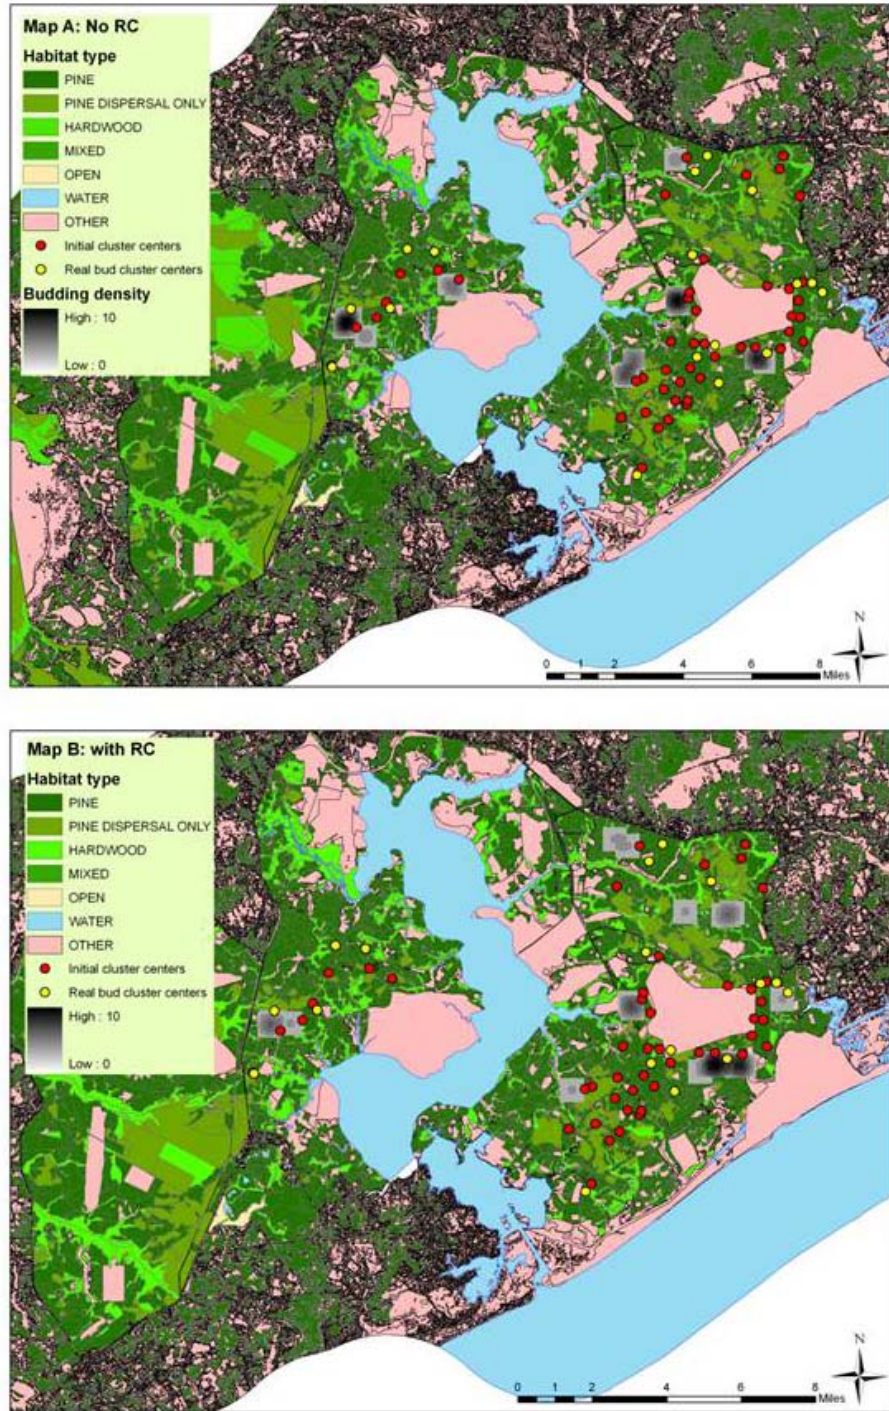 Map A: No RC
Habitat type
PINE
PINE DISPERSAL ONLY
HARDWOOD
MIXED
OPEN
WATER
OTHER
Initial cluster centers
Real bud cluster centers
Budding density
High : 10
Low : 0
N
0 2 4 6 8
Miles
Map B: with RC
Habitat type
PINE
PINE DISPERSAL ONLY
HARDWOOD
MIXED
OPEN
WATER
OTHER
Initial cluster centers
Real bud cluster centers
High : 10
Low : 0
N
0 2 4 6 8
Miles